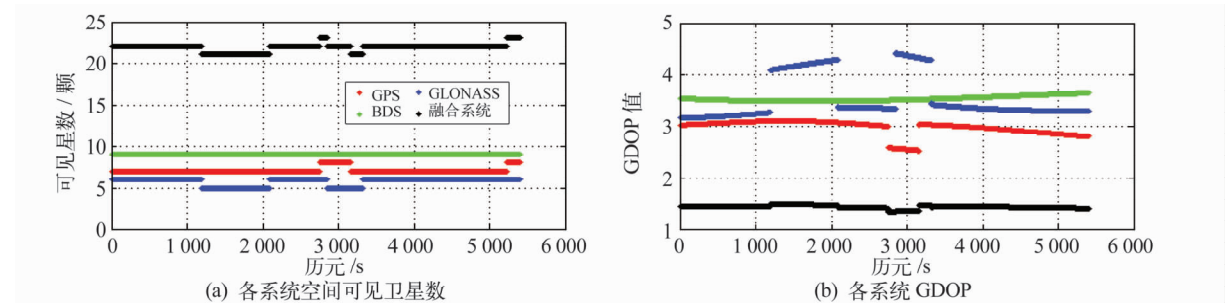 25
20
15
10
5
0
可见星数 / 颗
GPS
GLONASS
BDS
融合系统
0 1 000 2 000 3 000 4 000 5 000 6 000
历元 /s
(a) 各系统空间可见卫星数
5
4
3
2
1
GDOP 值
0 1 000 2 000 3 000 4 000 5 000 6 000
历元 /s
(b) 各系统 GDOP